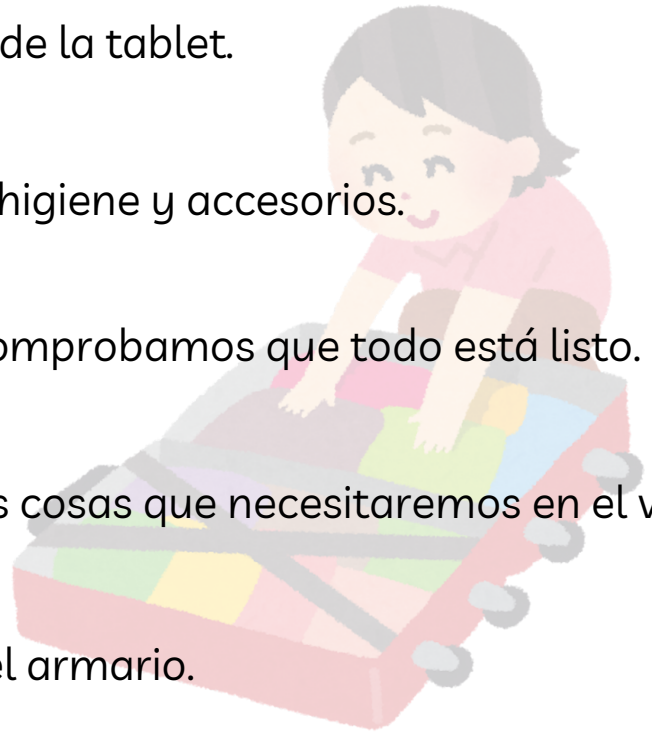 de la tablet.
higiene y accesorios.
omprobamos que todo está listo.
s cosas que necesitaremos en el v
el armario.